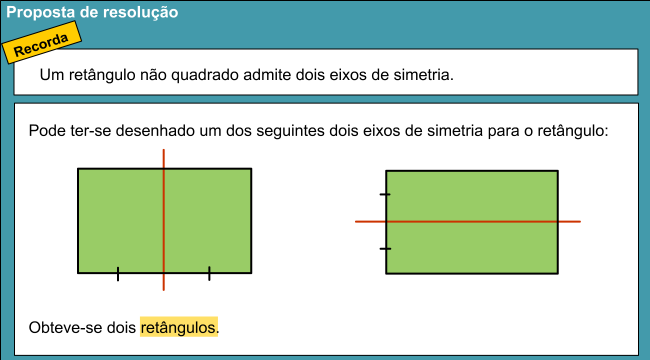 Proposta de resolução
Recorda
Um retângulo não quadrado admite dois eixos de simetria.
Pode ter-se desenhado um dos seguintes dois eixos de simetria para o retângulo:
Obteve-se dois retângulos.